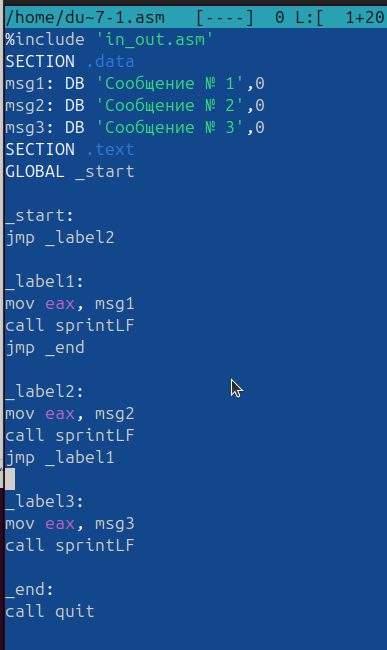 /home/du~7-1.asm   [----]  0 L:[  1+20
%include 'in_out.asm'
SECTION .data
msg1: DB 'Сообщение № 1',0
msg2: DB 'Сообщение № 2',0
msg3: DB 'Сообщение № 3',0
SECTION .text
GLOBAL _start
_start:
jmp _label2
_label1:
mov eax, msg1
call sprintLF
jmp _end
_label2:
mov eax, msg2
call sprintLF
jmp _label1
_label3:
mov eax, msg3
call sprintLF
_end:
call quit